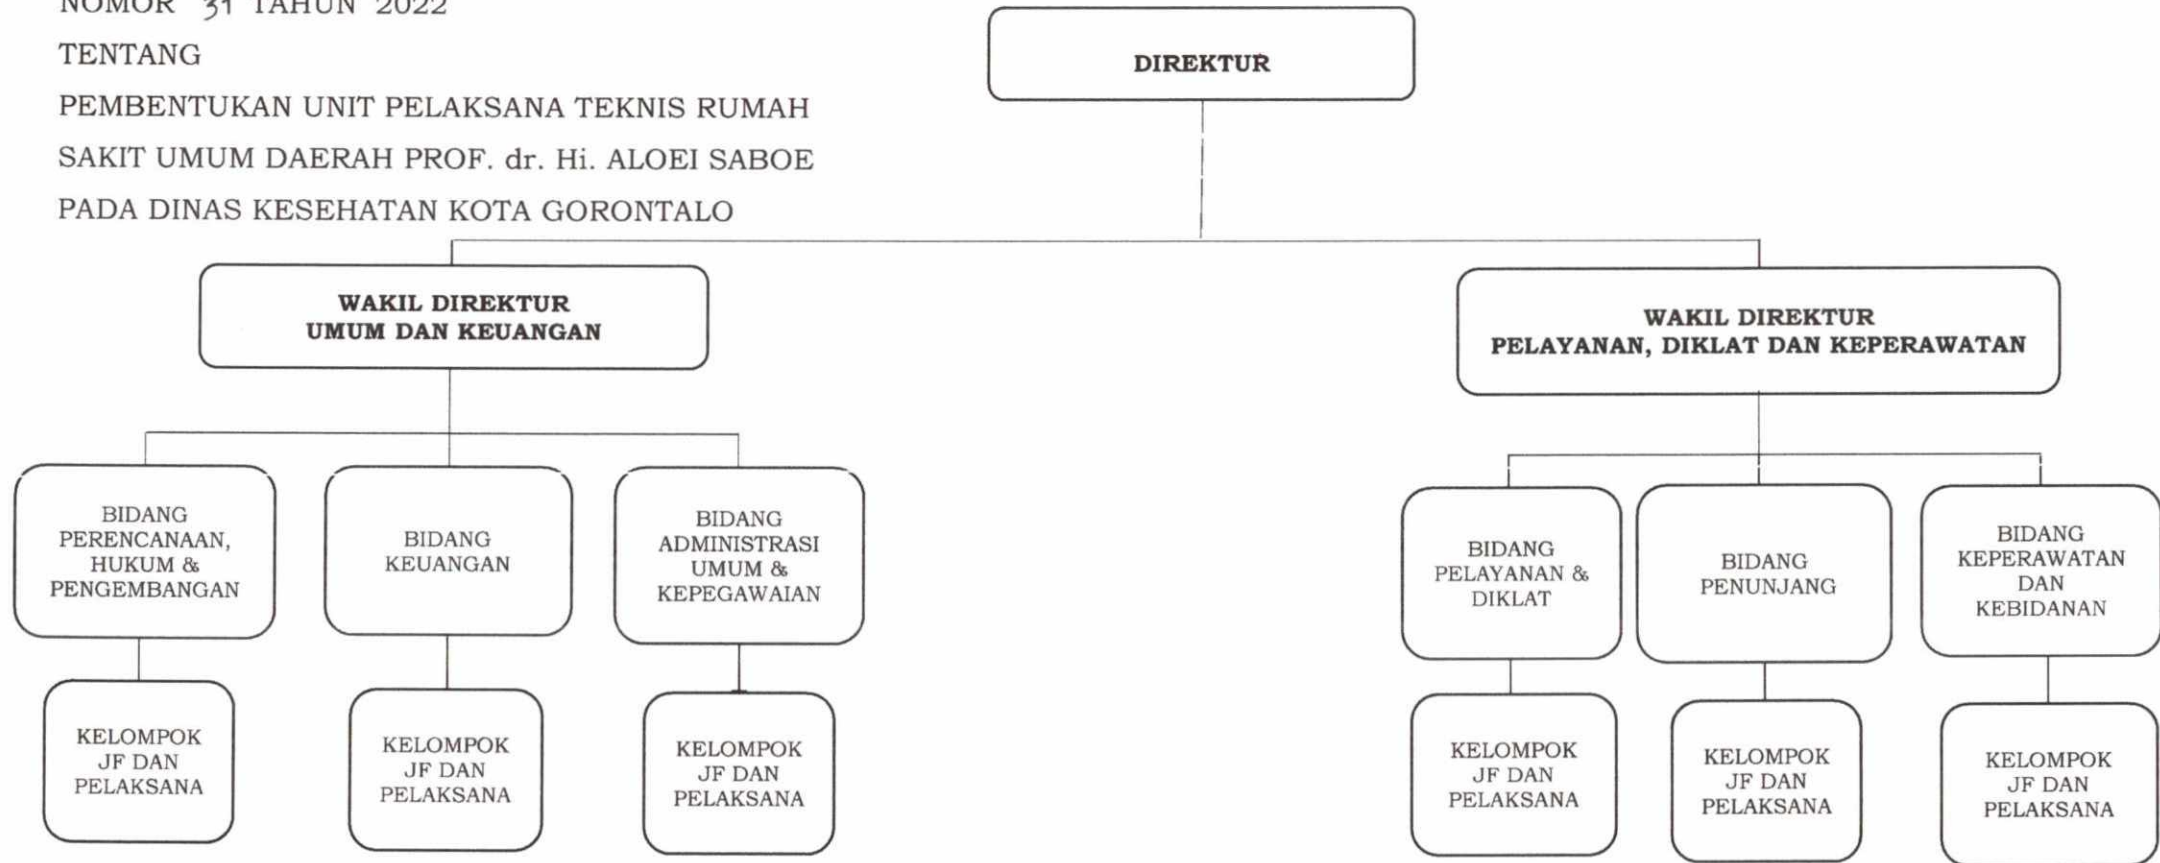 NOMOR 31 TAHUN 2022
TENTANG
PEMBENTUKAN UNIT PELAKSANA TEKNIS RUMAH
SAKIT UMUM DAERAH PROF. dr. Hi. ALOEI SABOE
PADA DINAS KESEHATAN KOTA GORONTALO
DIREKTUR
WAKIL DIREKTUR
UMUM DAN KEUANGAN
WAKIL DIREKTUR
PELAYANAN, DIKLAT DAN KEPERAWATAN
BIDANG
PERENCANAAN,
HUKUM &
PENGEMBANGAN
BIDANG
KEUANGAN
BIDANG
ADMINISTRASI
UMUM &
KEPEGAWAIAN
BIDANG
PELAYANAN &
DIKLAT
BIDANG
PENUNJANG
BIDANG
KEPERAWATAN
DAN
KEBIDANAN
KELOMPOK
JF DAN
PELAKSANA
KELOMPOK
JF DAN
PELAKSANA
KELOMPOK
JF DAN
PELAKSANA
KELOMPOK
JF DAN
PELAKSANA
KELOMPOK
JF DAN
PELAKSANA
KELOMPOK
JF DAN
PELAKSANA